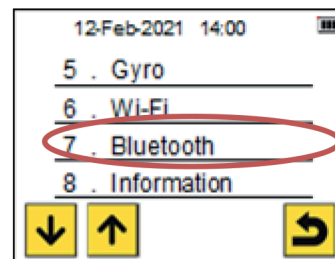 12-Feb-2021 14:00
5 . Gyro
6 . Wi-Fi
7 . Bluetooth
8 . Information